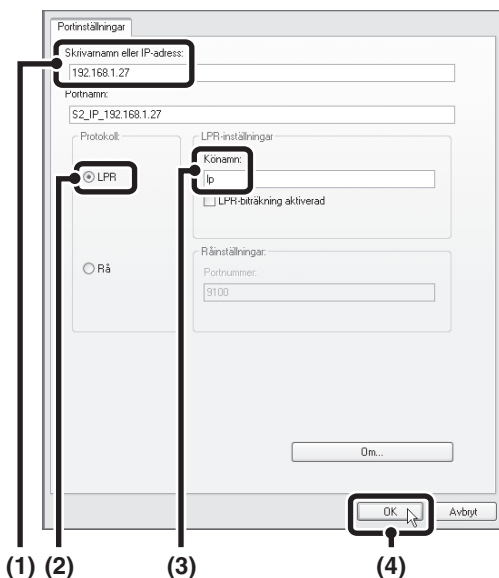 Portinställningar
Skrivarnamn eller IP-adress:
192.168.1.27
Portnamn:
S2_IP_192.168.1.27
Protokoll:
LPR-inställningar
Könamn:
LPR
lp
LPR-biträkning aktiverad
Råinställningar:
Rå
Portnummer:
9100
Om...
OK
Avbryt
(1) (2) (3) (4)